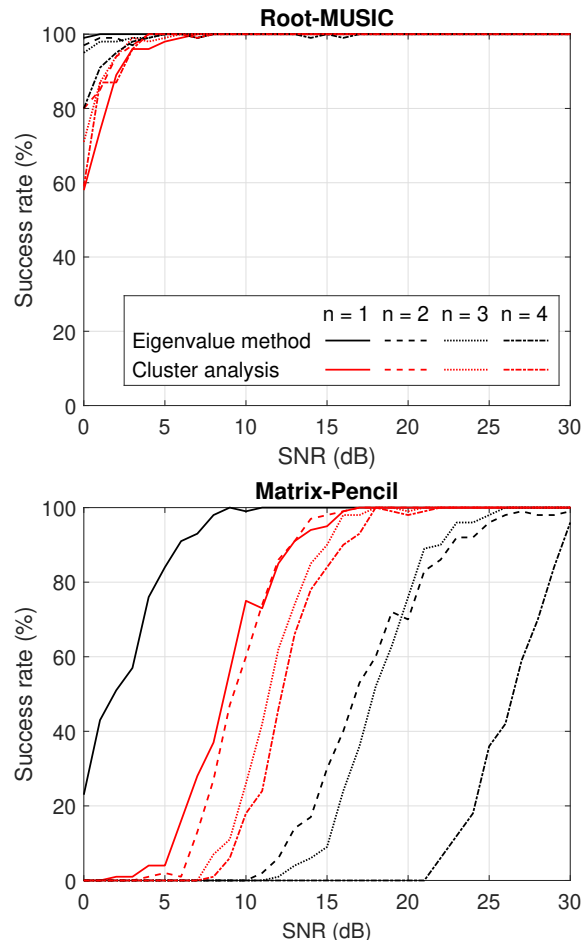 Root-MUSIC
100
80
60
40
20
0
Success rate (%)
n = 1 n = 2 n = 3 n = 4
Eigenvalue method
Cluster analysis
0 5 10 15 20 25 30
SNR (dB)
Matrix-Pencil
100
80
60
40
20
0
Success rate (%)
0 5 10 15 20 25 30
SNR (dB)